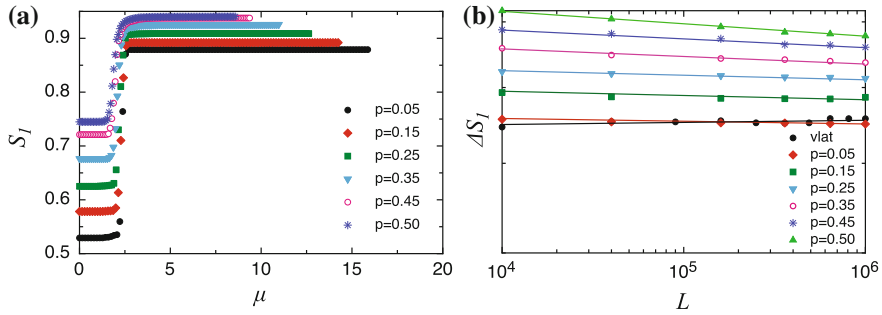 (a)
0.9
0.8
0.7
0.6
0.5
S1
0
5
10
15
20
μ
p=0.05
p=0.15
p=0.25
p=0.35
p=0.45
p=0.50
(b)
ΔS1
10^4
10^5
10^6
L
vlat
p=0.05
p=0.15
p=0.25
p=0.35
p=0.45
p=0.50